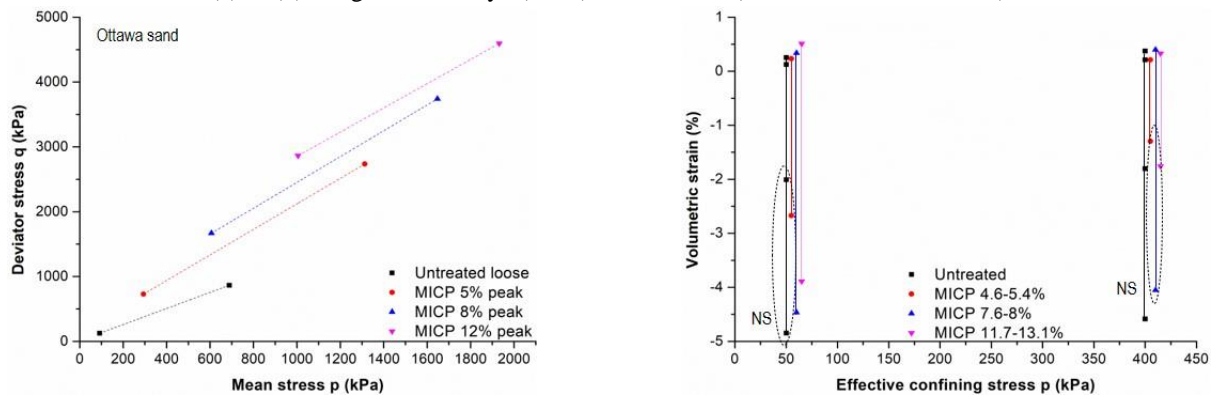 Ottawa sand
5000
4000
3000
2000
1000
0
0 200 400 600 800 1000 1200 1400 1600 1800 2000
Deviator stress q (kPa)
Mean stress p (kPa)
Untreated loose
MICP 5% peak
MICP 8% peak
MICP 12% peak
0
-1
-2
-3
-4
-5
0 50 100 150 200 250 300 350 400 450
Volumetric strain (%)
Effective confining stress p (kPa)
NS
NS
Untreated
MICP 4.6-5.4%
MICP 7.6-8%
MICP 11.7-13.1%